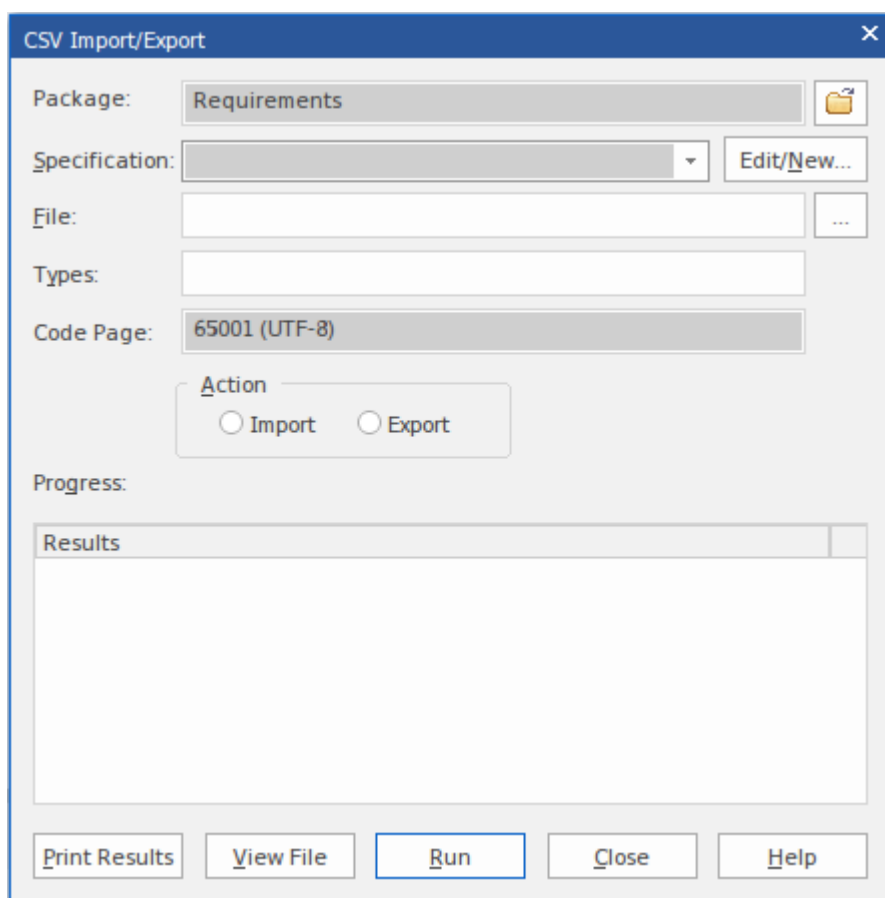 CSV Import/Export
Package: Requirements
Specification: Edit/New...
File: ...
Types:
Code Page: 65001 (UTF-8)
Action
Import Export
Progress:
Results
Print Results View File Run Close Help